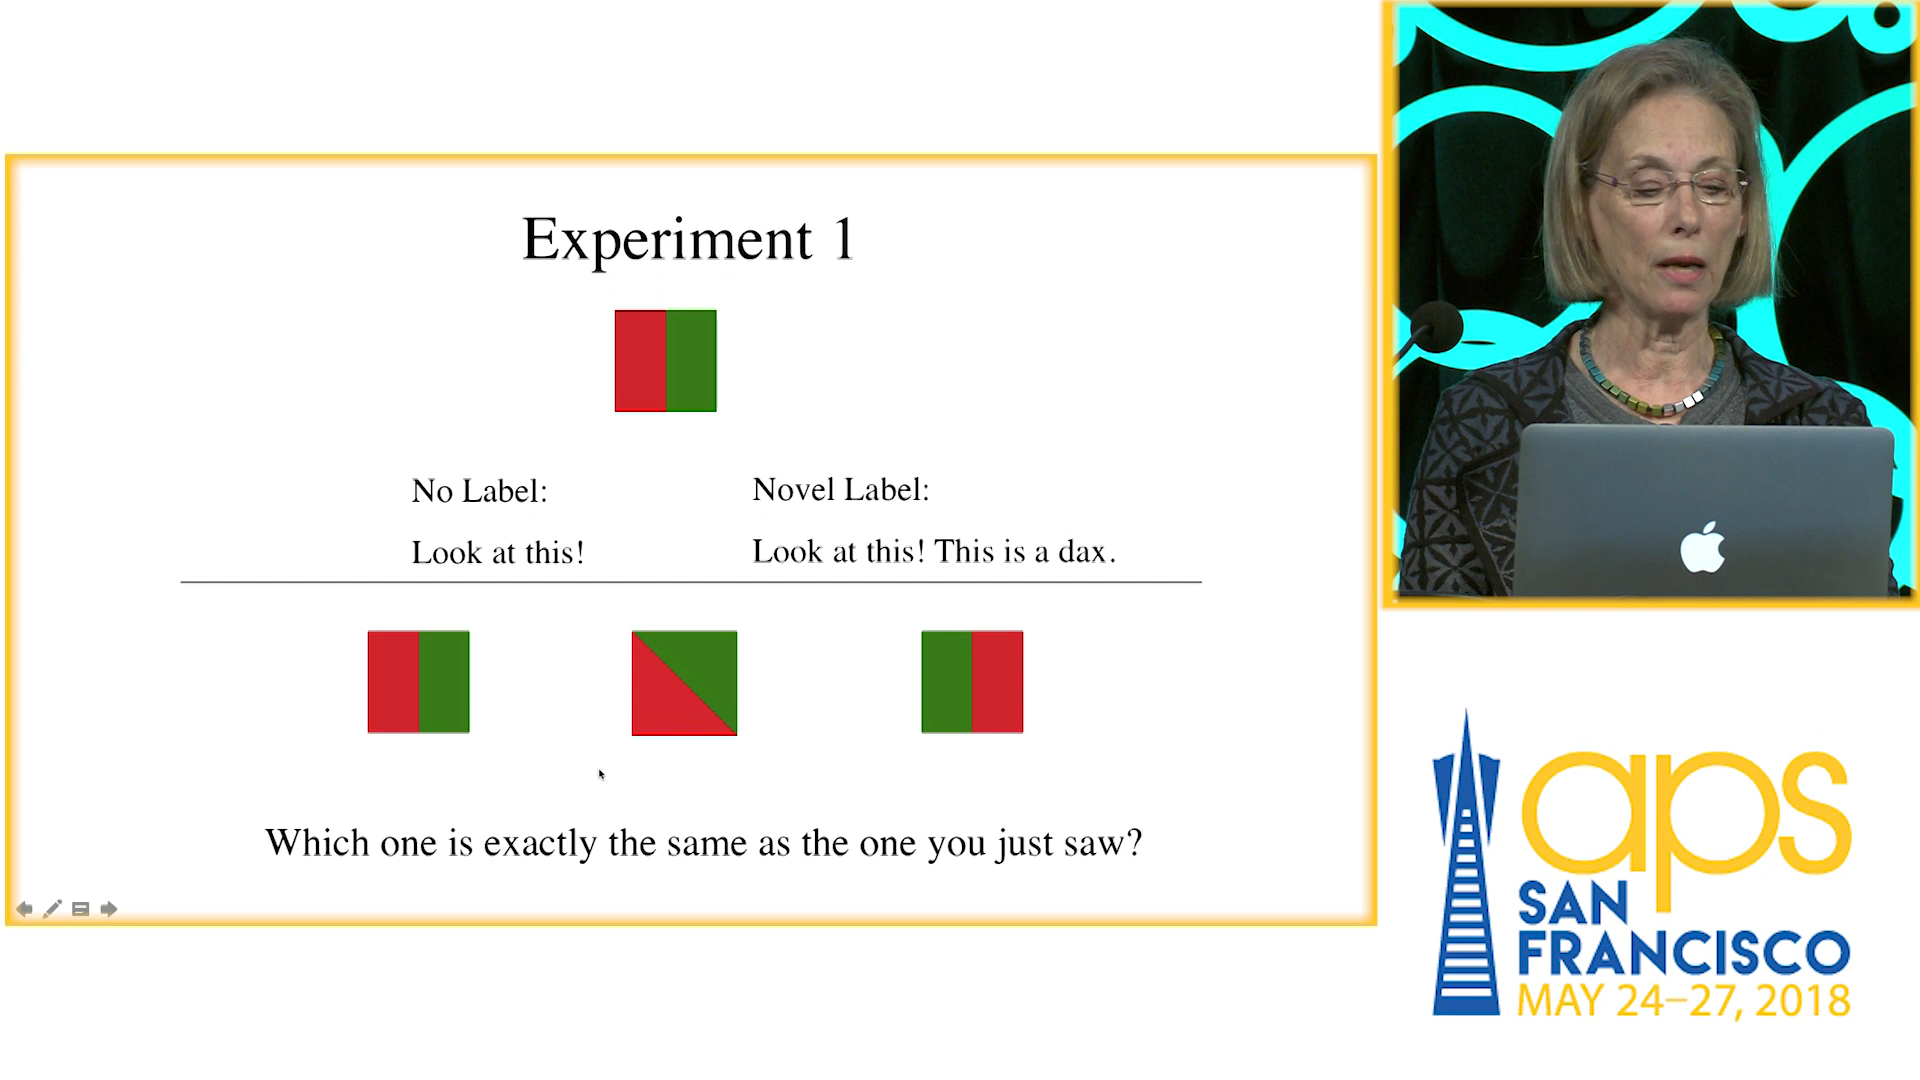 Experiment 1
No Label:
Novel Label:
Look at this!
Look at this! This is a dax.
Which one is exactly the same as the one you just saw?
aps
SAN
FRANCISCO
MAY 24–27, 2018